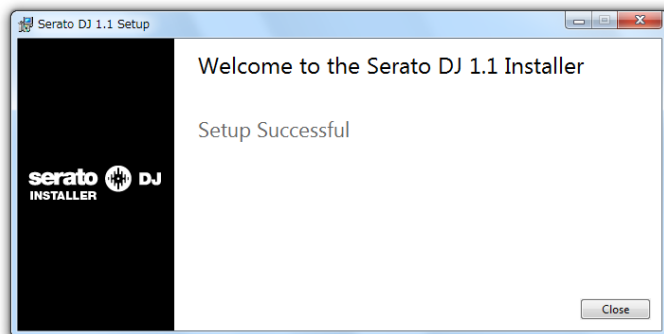 Serato DJ 1.1 Setup
Welcome to the Serato DJ 1.1 Installer
Setup Successful
serato DJ
INSTALLER
Close